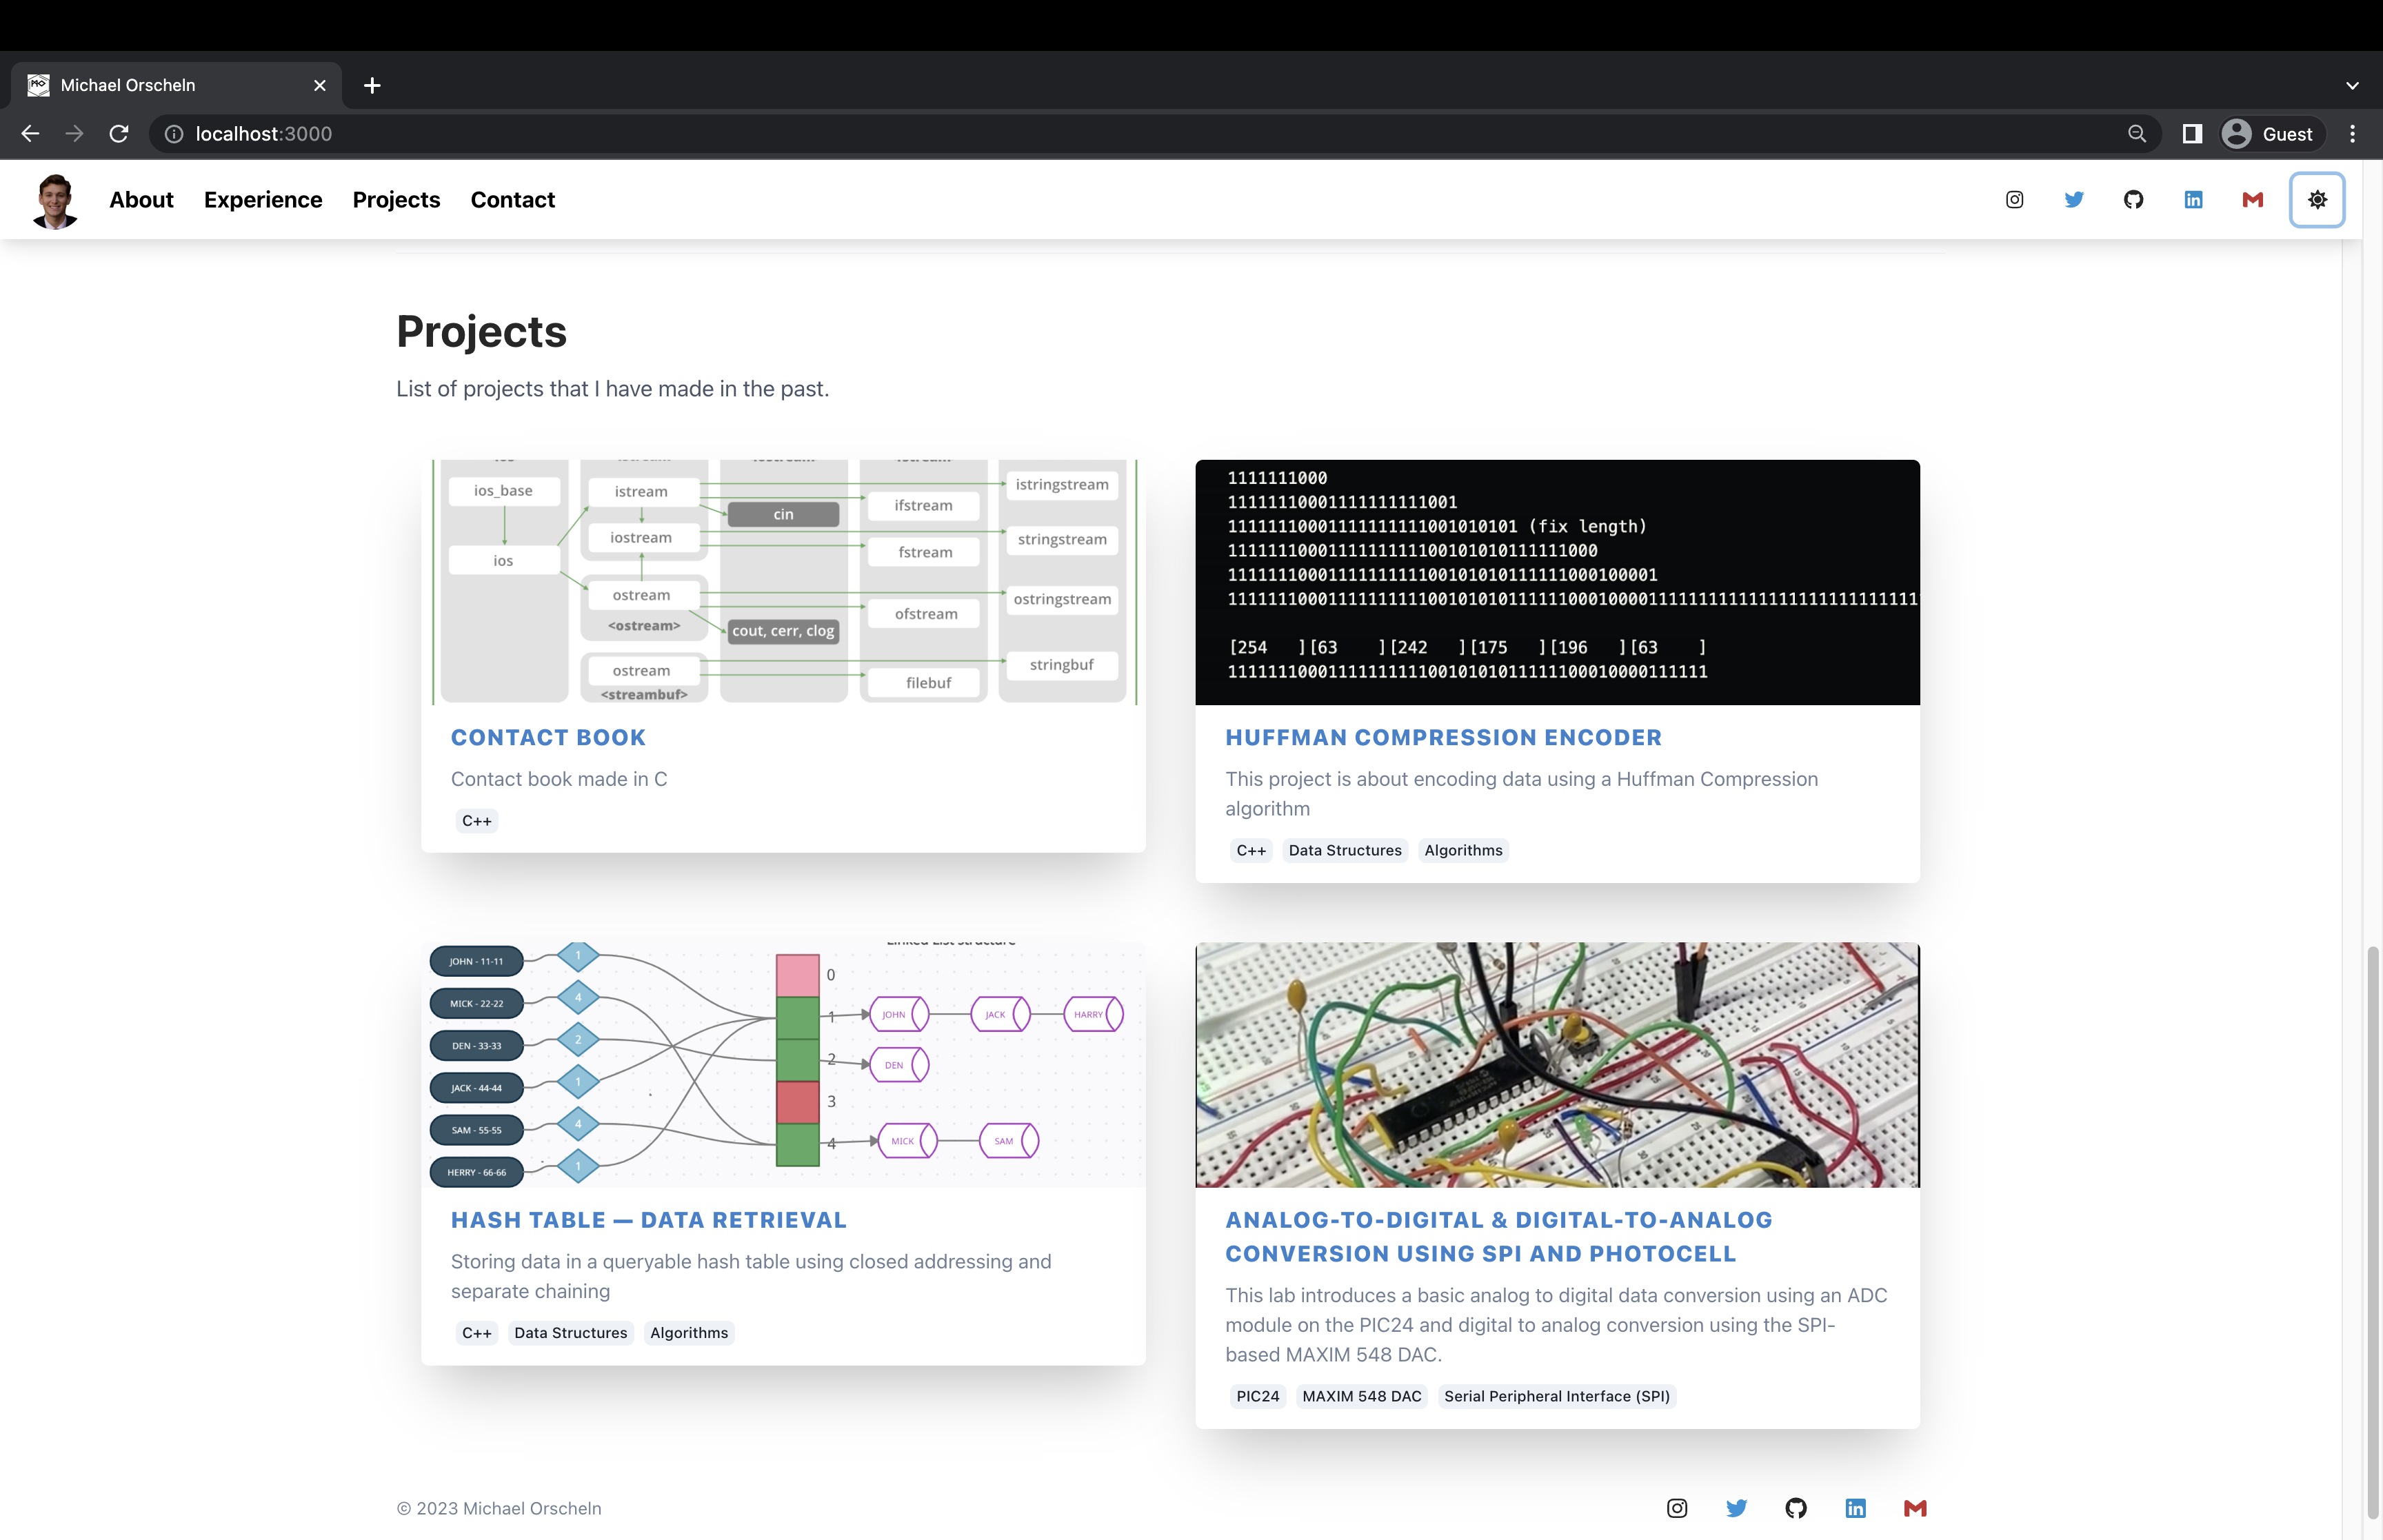 Michael Orscheln
localhost:3000
Guest
About Experience Projects Contact
Projects
List of projects that I have made in the past.
ios_base
ios
istream
iostream
ostream
<ostream>
ostream
<streambuf>
cin
cout, cerr, clog
ifstream
fstream
ofstream
filebuf
istringstream
stringstream
ostringstream
stringbuf
CONTACT BOOK
Contact book made in C
C++
1111111000
11111110001111111111001
11111110001111111111001010101 (fix length)
[254 ][63 ][242 ][175 ][196 ][63 ]
HUFFMAN COMPRESSION ENCODER
This project is about encoding data using a Huffman Compression
algorithm
C++ Data Structures Algorithms
Linked List structure
JOHN - 11-11 1
MICK - 22-22 4
DEN - 33-33 2
JACK - 44-44 1
SAM - 55-55 4
HERRY - 66-66 1
0
1 JOHN JACK HARRY
2 DEN
3
4 MICK SAM
HASH TABLE — DATA RETRIEVAL
Storing data in a queryable hash table using closed addressing and
separate chaining
C++ Data Structures Algorithms
ANALOG-TO-DIGITAL & DIGITAL-TO-ANALOG
CONVERSION USING SPI AND PHOTOCELL
This lab introduces a basic analog to digital data conversion using an ADC
module on the PIC24 and digital to analog conversion using the SPI-
based MAXIM 548 DAC.
PIC24 MAXIM 548 DAC Serial Peripheral Interface (SPI)
© 2023 Michael Orscheln